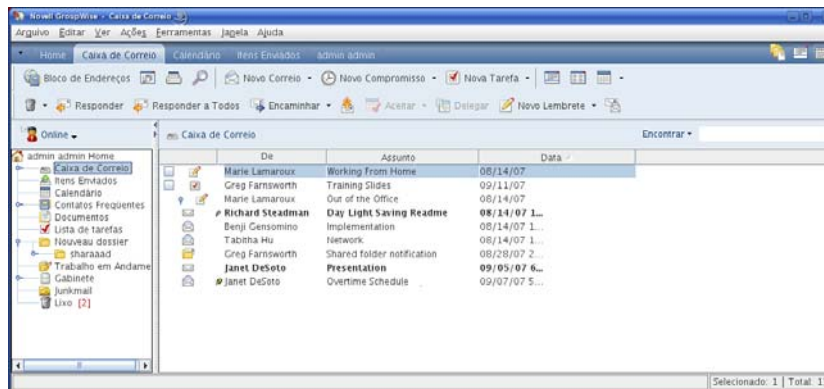 Novell GroupWise - Caixa de Correio
Arquivo Editar Ver Ações Ferramentas Janela Ajuda
Home Caixa de Correio Calendário Itens Enviados admin admin
Bloco de Endereços Novo Correio Novo Compromisso Nova Tarefa
Responder Responder a Todos Encaminhar Aceitar Delegar Novo Lembrete
Online Caixa de Correio Encontrar
admin admin Home
Caixa de Correio
Itens Enviados
Calendário
Contatos Freqüentes
Documentos
Lista de tarefas
Nouveau dossier
sharaaad
Trabalho em Andame
Gabinete
Junkmail
Lixo [2]
De Assunto Data
Marie Lamaroux Working From Home 08/14/07
Greg Farnsworth Training Slides 09/11/07
Marie Lamaroux Out of the Office 08/14/07
Richard Steadman Day Light Saving Readme 08/14/07 1...
Benji Gensomino Implementation 08/14/07 1...
Tabitha Hu Network 08/14/07 1...
Greg Farnsworth Shared folder notification 08/28/07 2...
Janet DeSoto Presentation 09/05/07 6...
Janet DeSoto Overtime Schedule 09/07/07 5...
Selecionado: 1 Total: 1